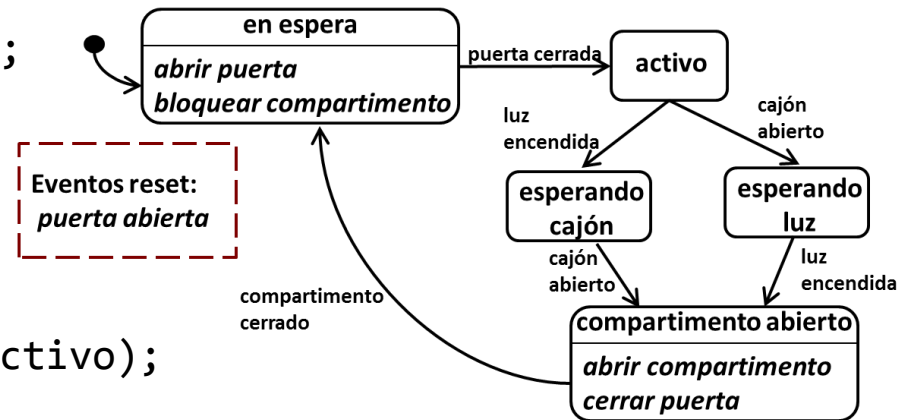 ;
en espera
abrir puerta
bloquear compartimento
puerta cerrada
activo
luz
encendida
cajón
abierto
Eventos reset:
puerta abierta
esperando
cajón
esperando
luz
cajón
abierto
luz
encendida
compartimento
cerrado
compartimento abierto
abrir compartimento
cerrar puerta
ctivo);